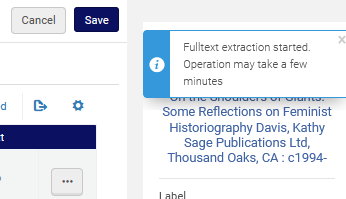 Cancel
Save
Fulltext extraction started.
Operation may take a few
minutes
d
t
On the Shoulders of Giants:
Some Reflections on Feminist
Historiography Davis, Kathy
Sage Publications Ltd,
Thousand Oaks, CA : c1994-
Label